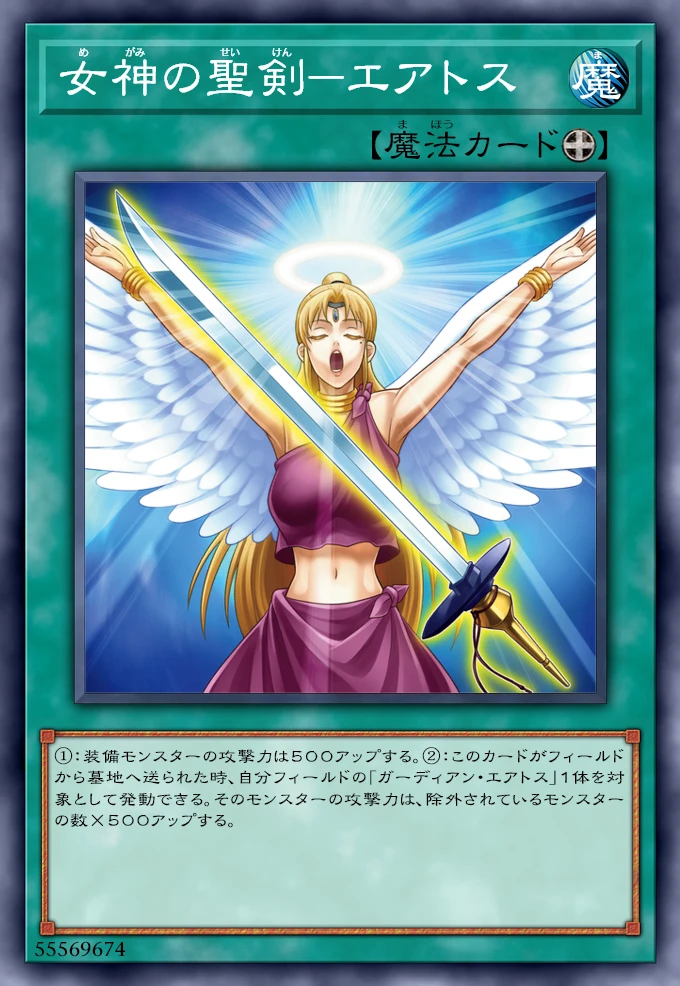 女神の聖剣－エアトス
魔
【魔法カード】
①：装備モンスターの攻撃力は５００アップする。②：このカードがフィールド
から墓地へ送られた時、自分フィールドの「ガーディアン・エアトス」１体を対
象として発動できる。そのモンスターの攻撃力は、除外されているモンスター
の数×５００アップする。
55569674